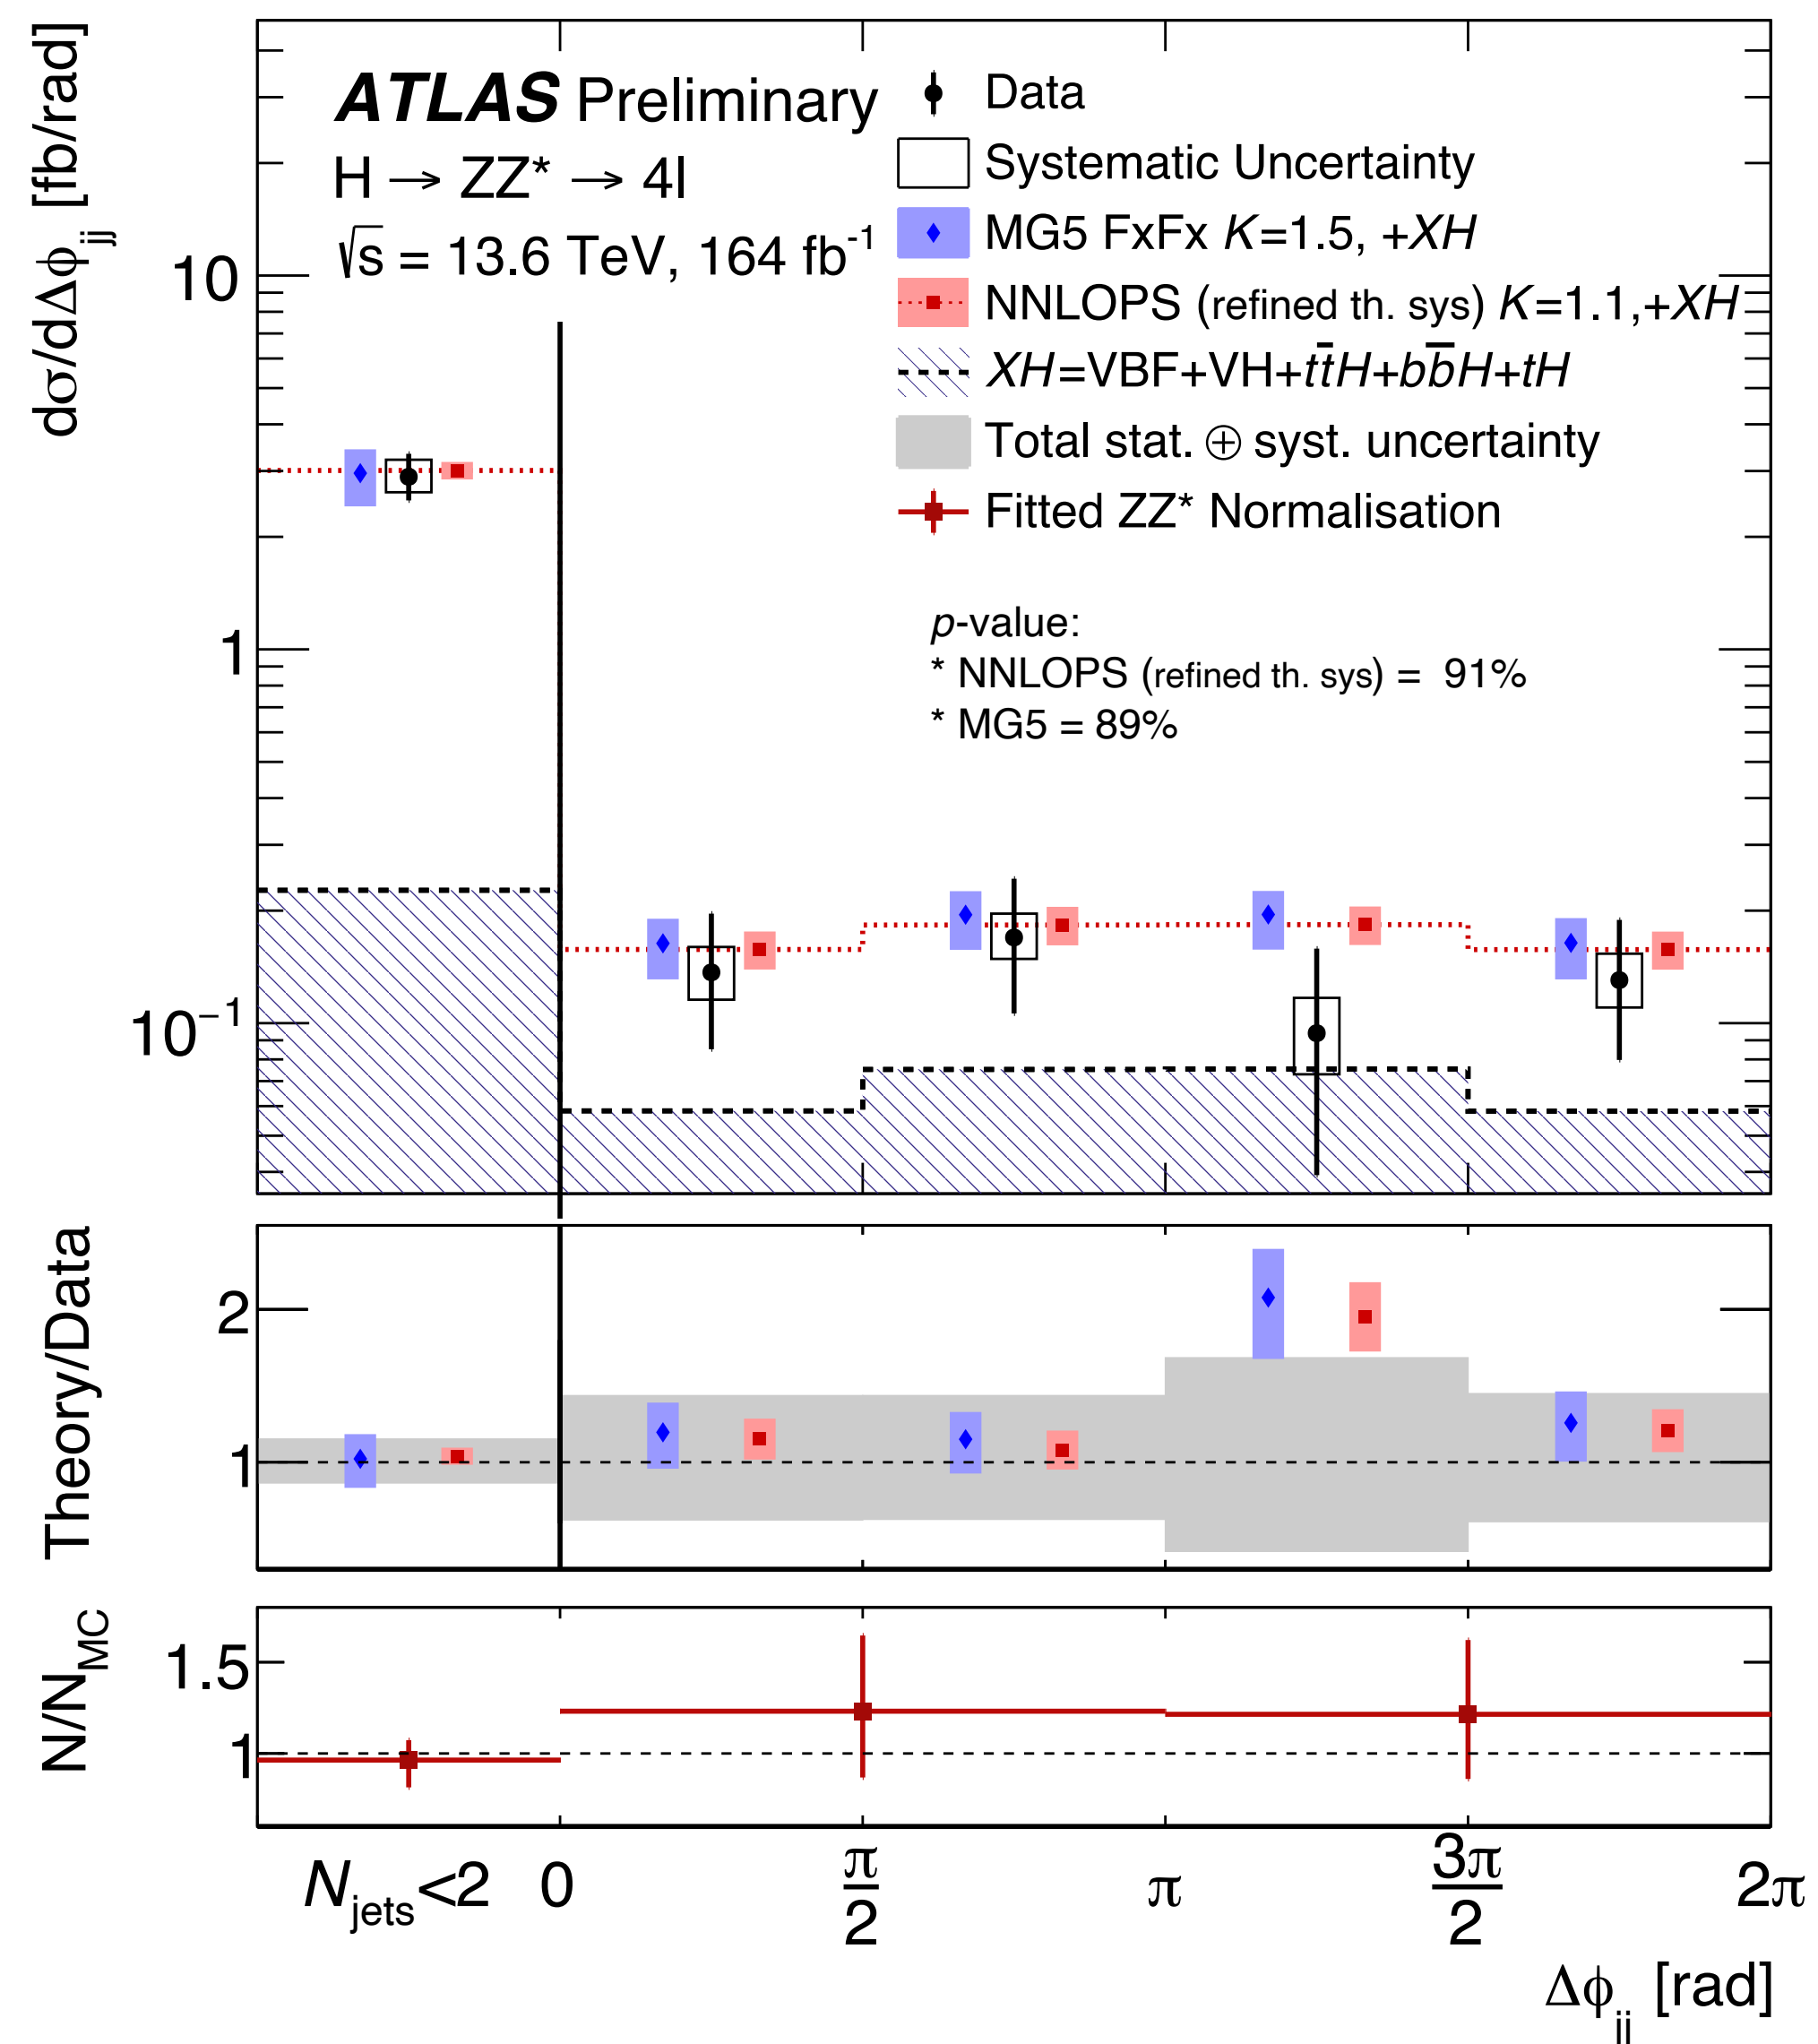 dσ/dΔϕjj [fb/rad]
ATLAS Preliminary
H → ZZ* → 4l
√s = 13.6 TeV, 164 fb-1
Data
Systematic Uncertainty
MG5 FxFx K=1.5, +XH
NNLOPS (refined th. sys) K=1.1,+XH
XH=VBF+VH+tt̄H+bb̄H+tH
Total stat. ⊕ syst. uncertainty
Fitted ZZ* Normalisation
p-value:
* NNLOPS (refined th. sys) = 91%
* MG5 = 89%
10
1
10−1
Theory/Data
2
1
N/NMC
1.5
1
Njets<2 0 π/2 π 3π/2 2π
Δϕjj [rad]